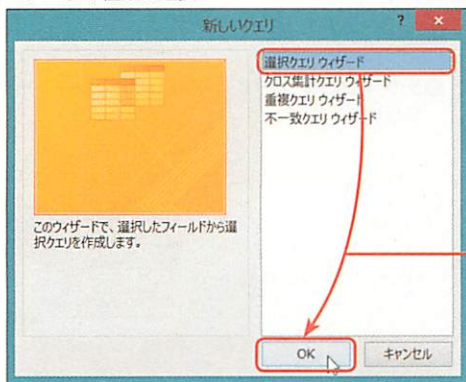 新しいクエリ
?
×
選択クエリ ウィザード
クロス集計クエリ ウィザード
重複クエリ ウィザード
不一致クエリ ウィザード
このウィザードで、選択したフィールドから選
択クエリを作成します。
OK
キャンセル